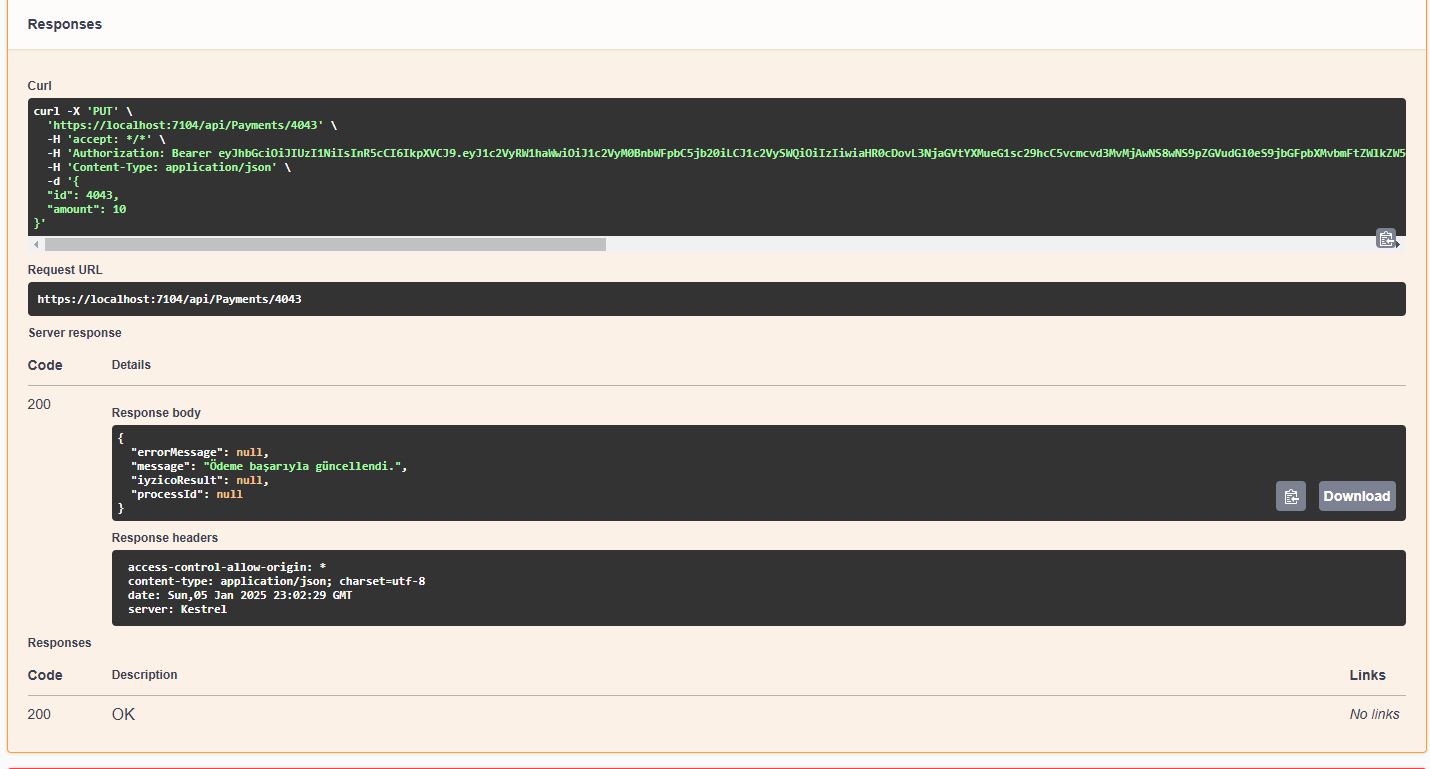 Responses
Curl
curl -X 'PUT' \
'https://localhost:7104/api/Payments/4043' \
-H 'accept: */*' \
-H 'Authorization: Bearer
-H 'Content-Type: application/json' \
-d '{
"id": 4043,
"amount": 10
}'
Request URL
https://localhost:7104/api/Payments/4043
Server response
Code Details
200
Response body
{
"errorMessage": null,
"message": "Ödeme başarıyla güncellendi.",
"iyzicoResult": null,
"processId": null
}
Download
Response headers
access-control-allow-origin: *
content-type: application/json; charset=utf-8
date: Sun,05 Jan 2025 23:02:29 GMT
server: Kestrel
Responses
Code Description Links
200 OK No links